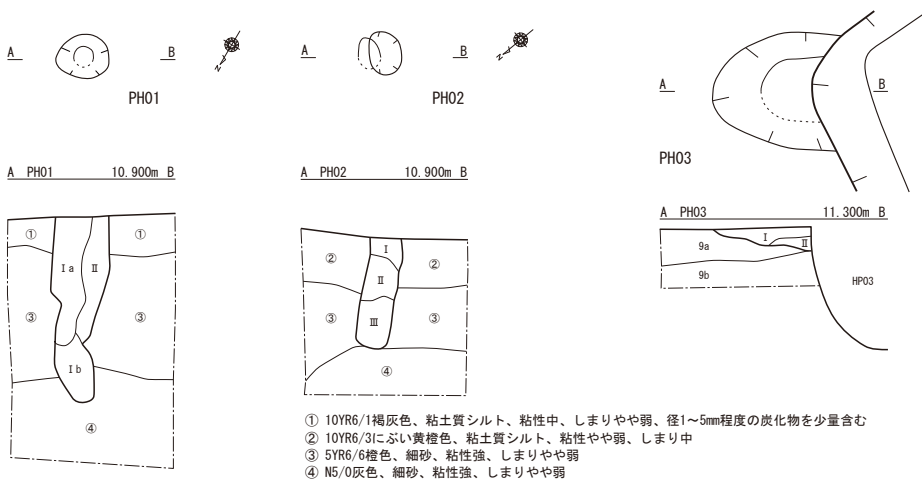 A B
N
PH01
A B
N
PH02
A B
PH03
A PH01 10.900m B
① ①
Ⅰa Ⅱ
③ ③
Ⅰb
④
A PH02 10.900m B
Ⅰ
② Ⅱ ②
③ Ⅲ ③
④
A PH03 11.300m B
9a Ⅰ Ⅱ
9b HP03
① 10YR6/1褐灰色、粘土質シルト、粘性中、しまりやや弱、径1～5mm程度の炭化物を少量含む
② 10YR6/3にぶい黄橙色、粘土質シルト、粘性やや弱、しまり中
③ 5YR6/6橙色、細砂、粘性強、しまりやや弱
④ N5/0灰色、細砂、粘性強、しまりやや弱